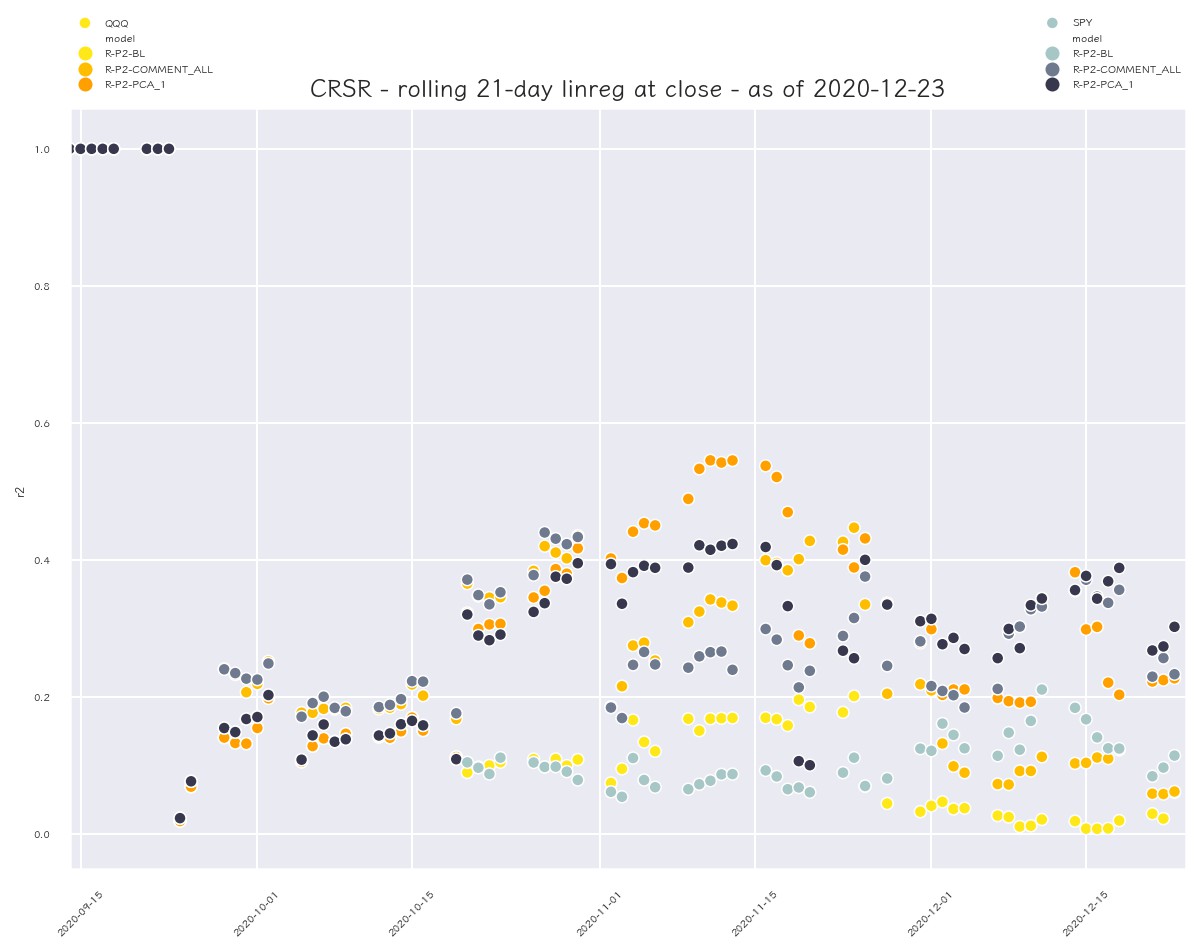 QQQ
model
R-P2-BL
R-P2-COMMENT_ALL
R-P2-PCA_1
SPY
model
R-P2-BL
R-P2-COMMENT_ALL
R-P2-PCA_1
CRSR - rolling 21-day linreg at close - as of 2020-12-23
1.0
0.8
0.6
0.4
0.2
0.0
r2
2020-09-15
2020-10-01
2020-10-15
2020-11-01
2020-11-15
2020-12-01
2020-12-15